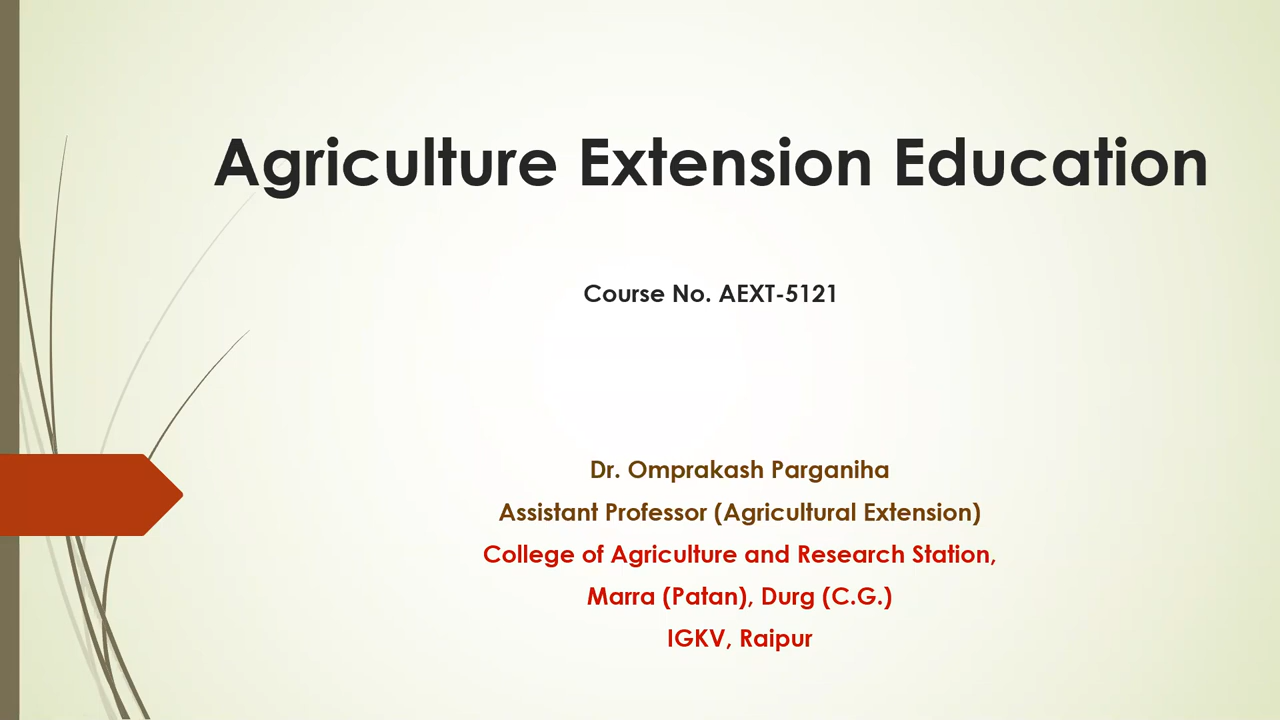 Agriculture Extension Education
Course No. AEXT-5121
Dr. Omprakash Parganiha
Assistant Professor (Agricultural Extension)
College of Agriculture and Research Station,
Marra (Patan), Durg (C.G.)
IGKV, Raipur